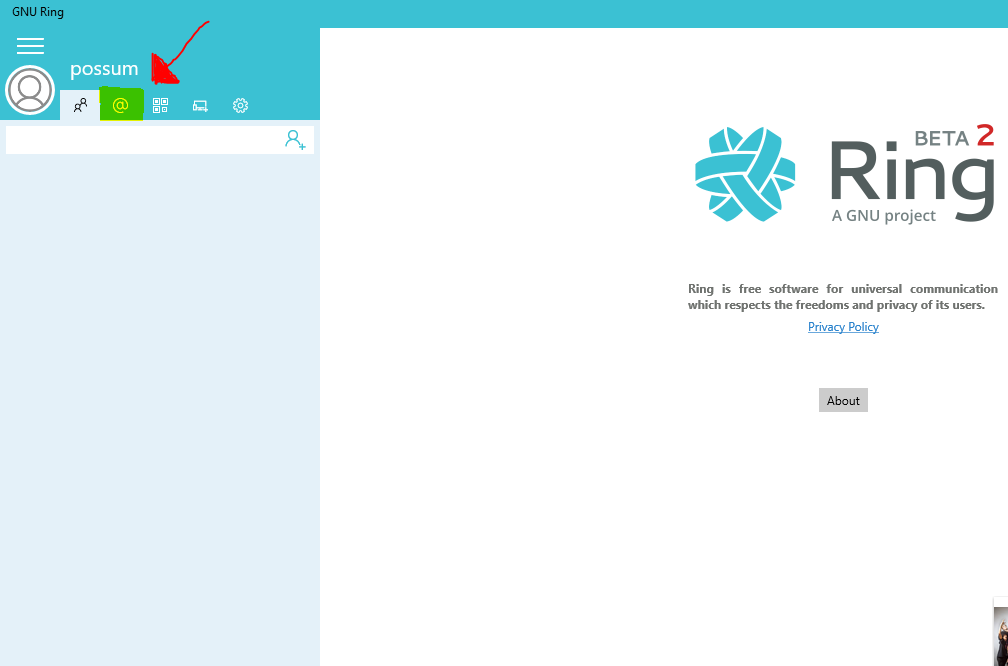 GNU Ring
possum
@
BETA 2
Ring
A GNU project
Ring is free software for universal communication
which respects the freedoms and privacy of its users.
Privacy Policy
About